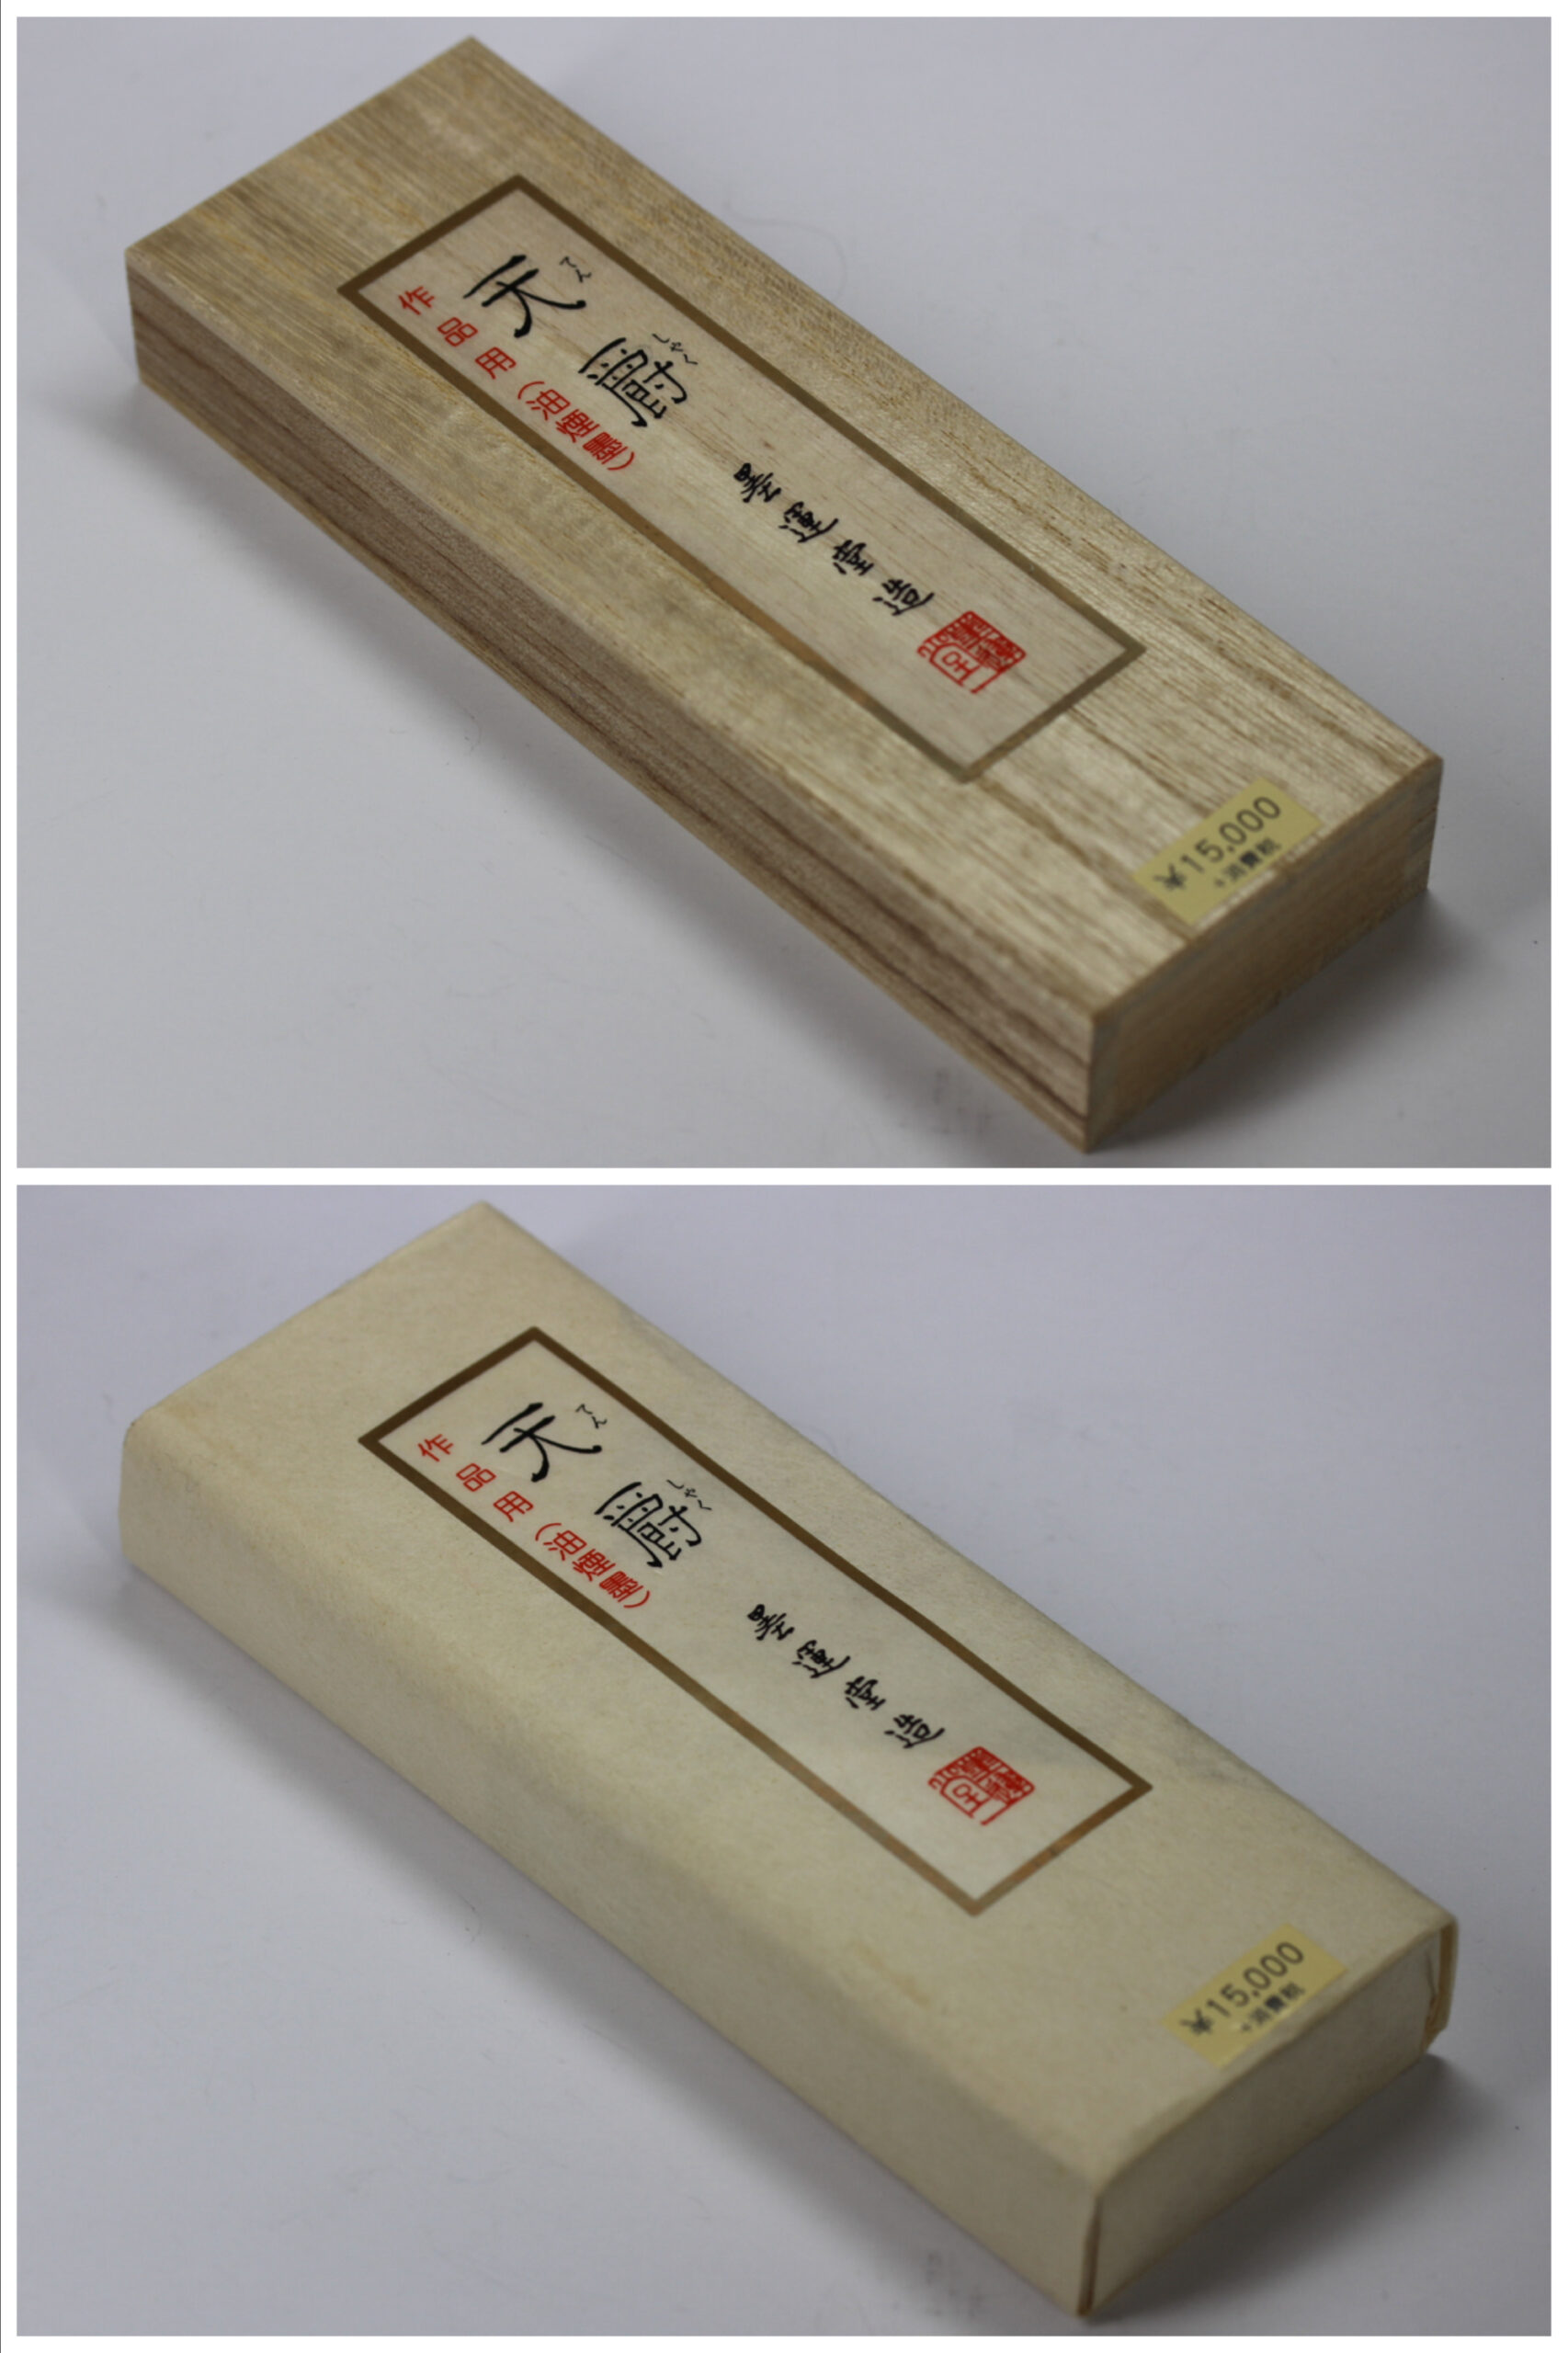 天爵
てんしゃく
作品用(油煙墨)
墨運堂造
¥15,000
+消費税
天爵
てんしゃく
作品用(油煙墨)
墨運堂造
¥15,000
+消費税